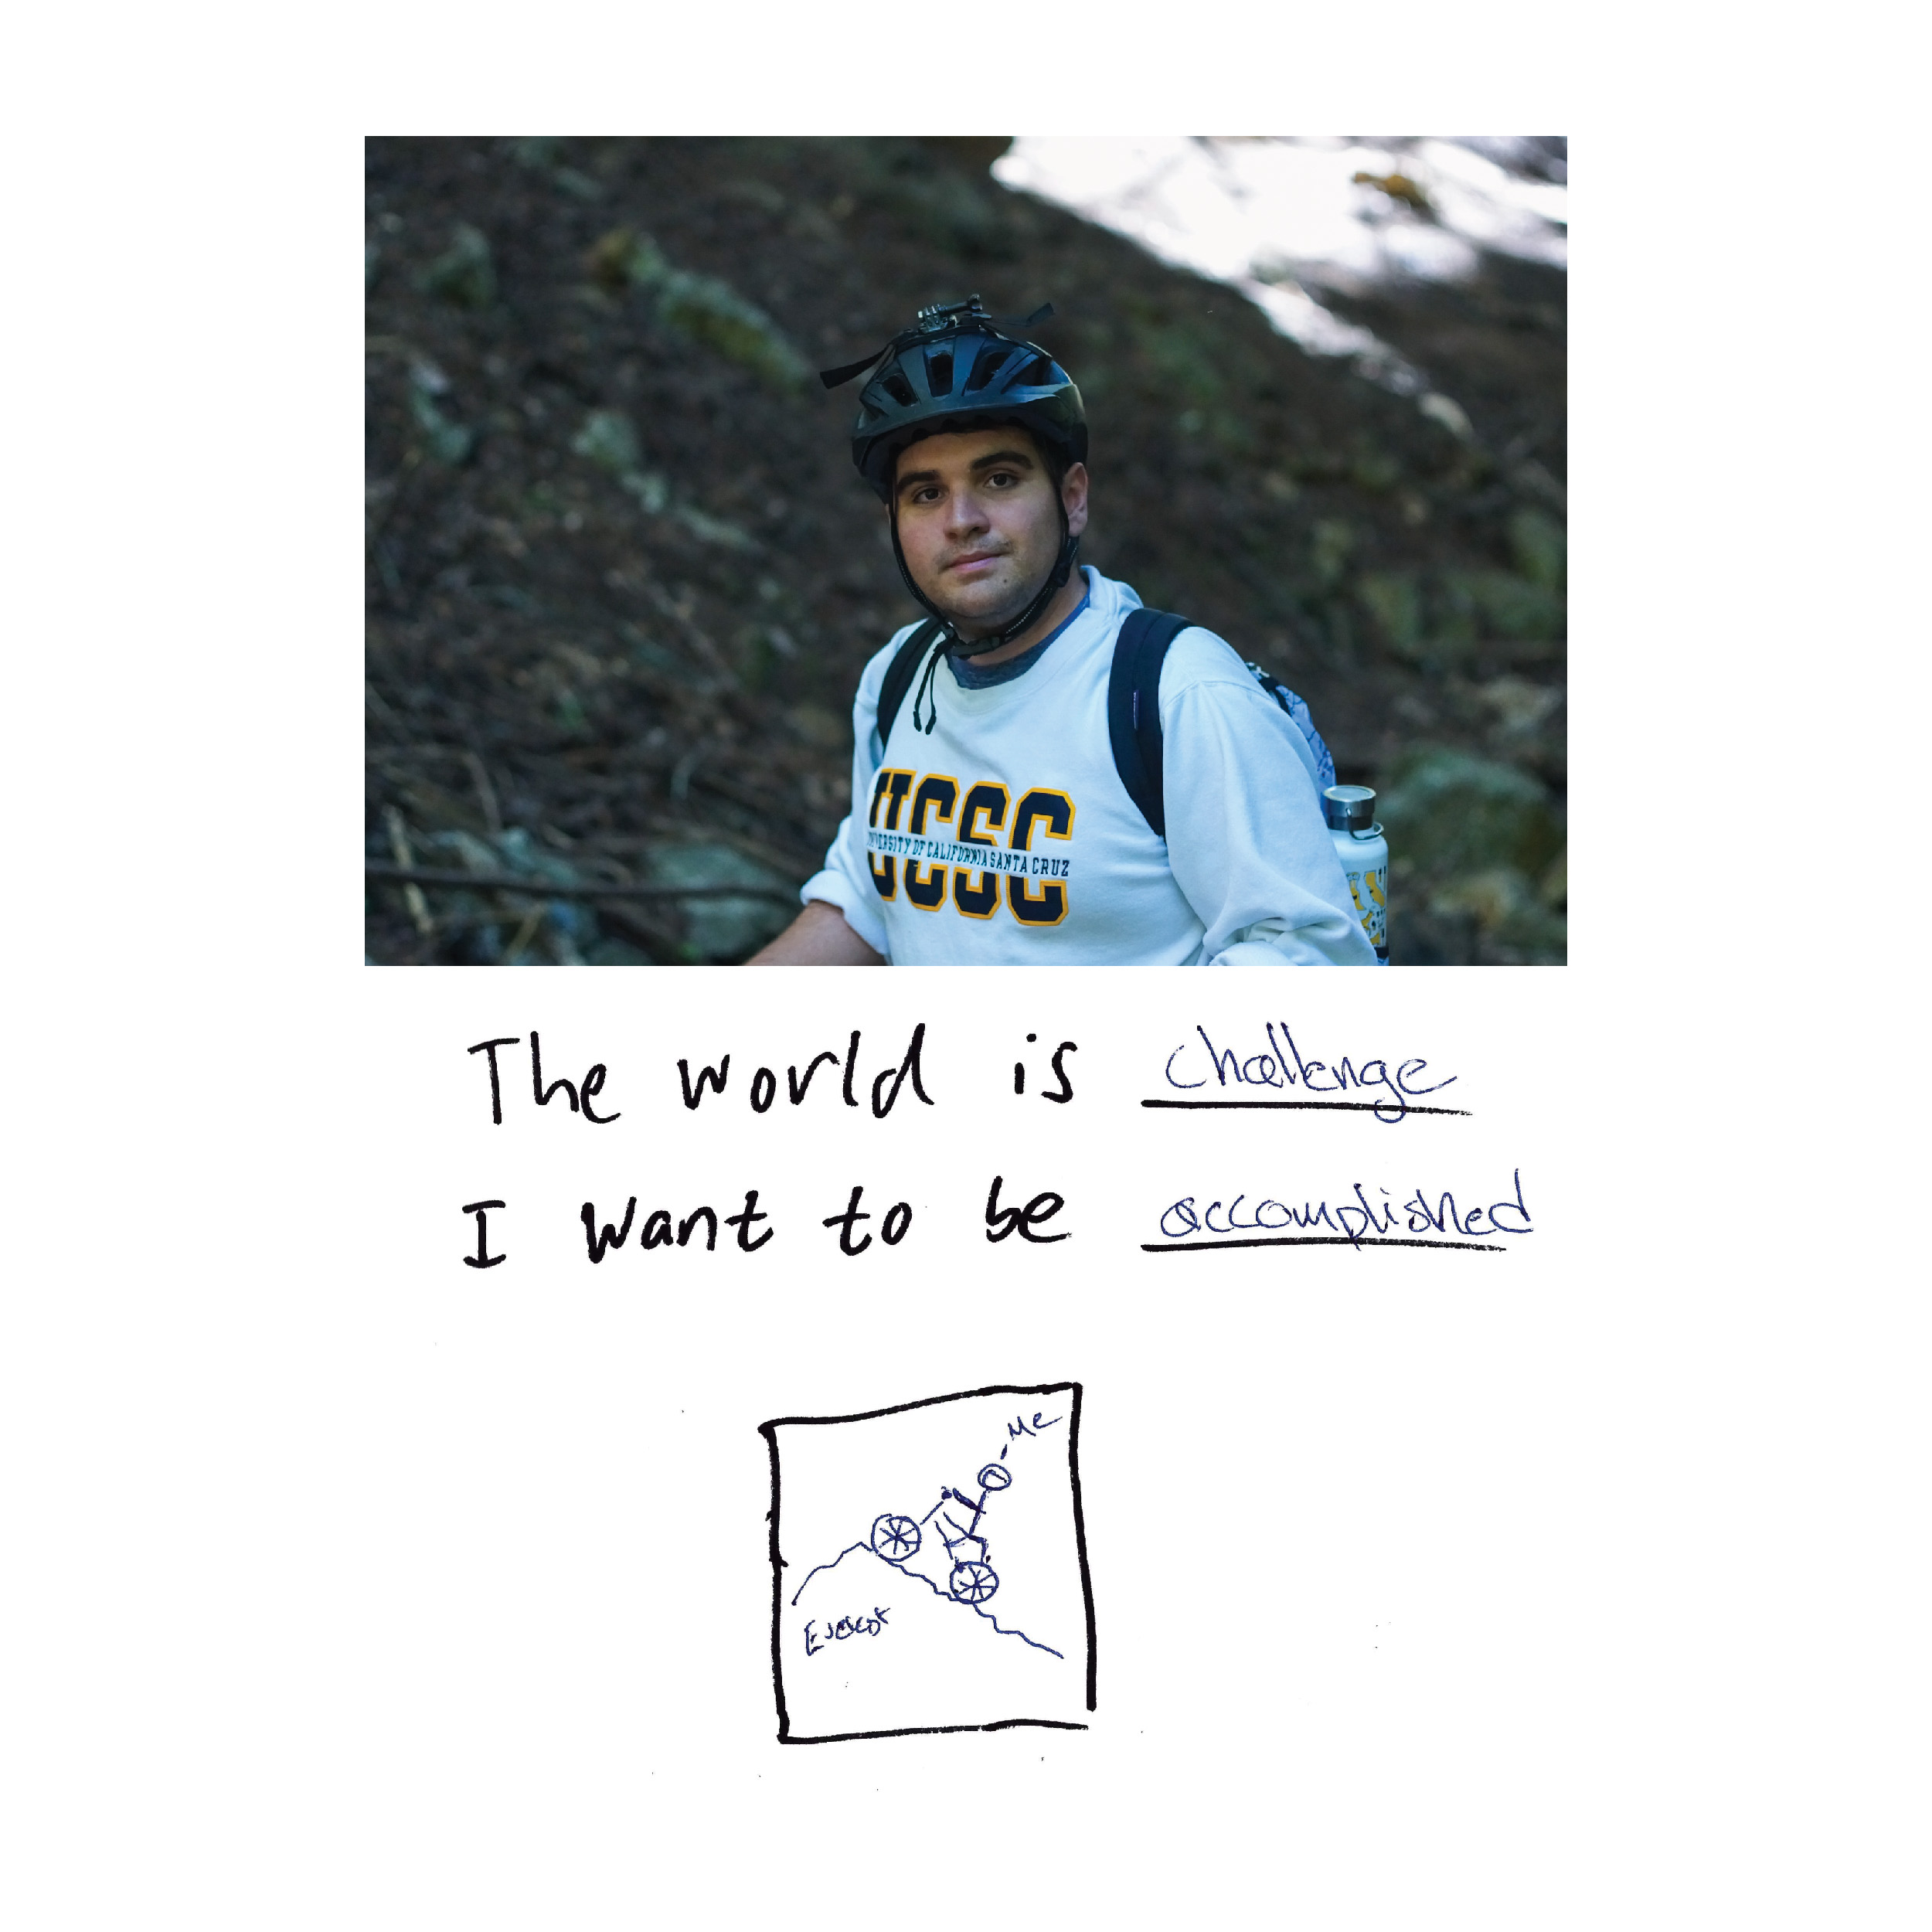 UCSC
UNIVERSITY OF CALIFORNIA SANTA CRUZ
The world is challenge
I want to be accomplished
Me
Everest